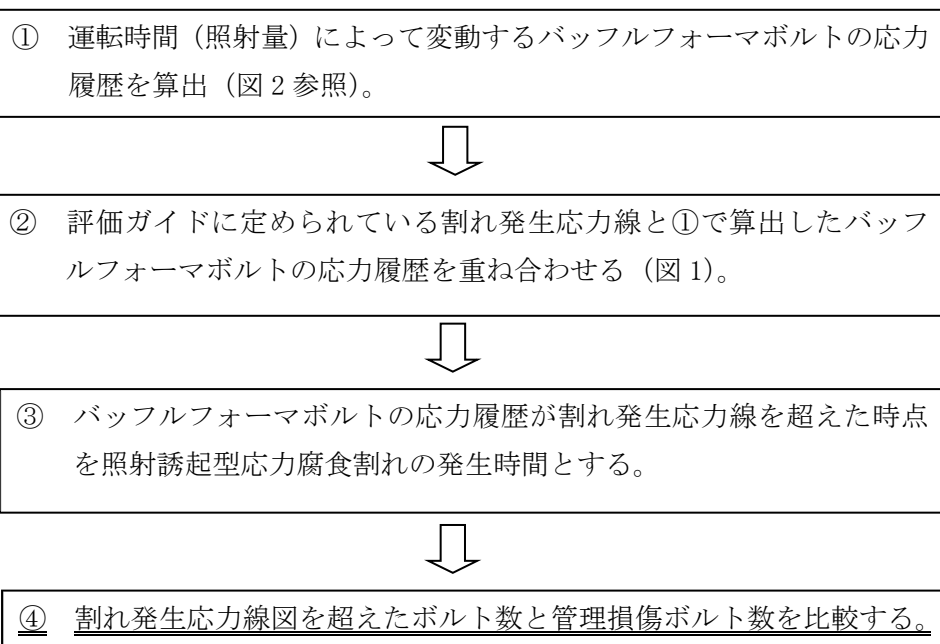 ① 運転時間（照射量）によって変動するバッフルフォーマボルトの応力
履歴を算出（図2参照）。
② 評価ガイドに定められている割れ発生応力線と①で算出したバッフ
ルフォーマボルトの応力履歴を重ね合わせる（図1）。
③ バッフルフォーマボルトの応力履歴が割れ発生応力線を超えた時点
を照射誘起型応力腐食割れの発生時間とする。
④ 割れ発生応力線図を超えたボルト数と管理損傷ボルト数を比較する。